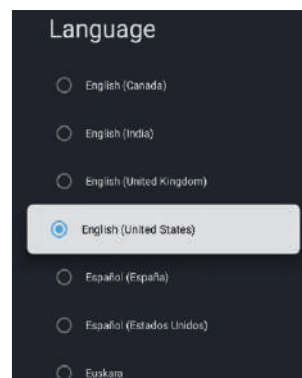 Language
English (Canada)
English (India)
English (United Kingdom)
English (United States)
Español (España)
Español (Estados Unidos)
Euskara